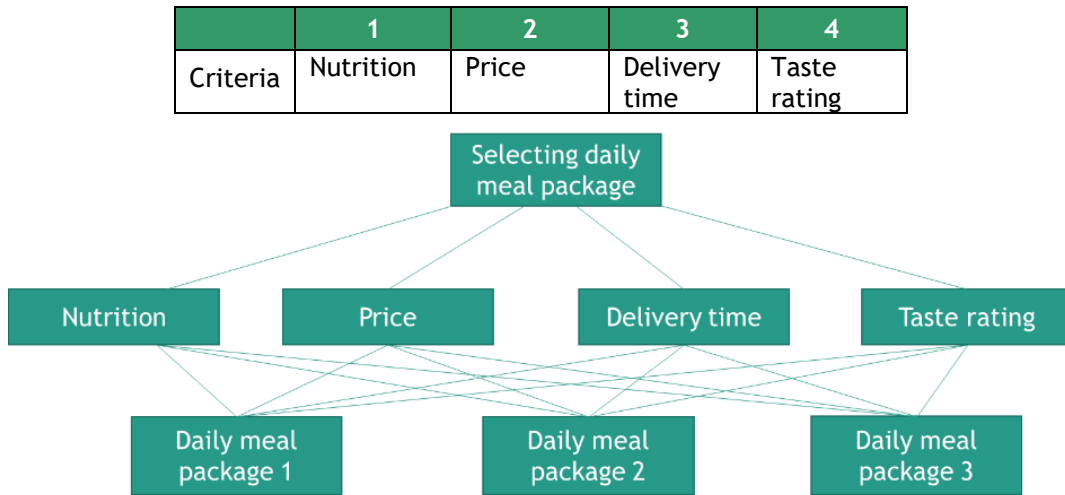 1 2 3 4
Criteria Nutrition Price Delivery time Taste rating
Selecting daily
meal package
Nutrition Price Delivery time Taste rating
Daily meal
package 1
Daily meal
package 2
Daily meal
package 3